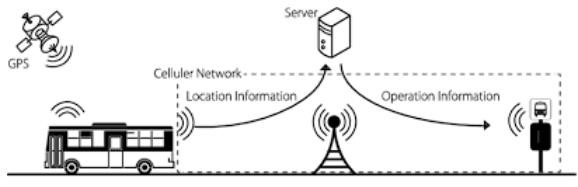 Server
GPS
Celluler Network
Location Information
Operation Information